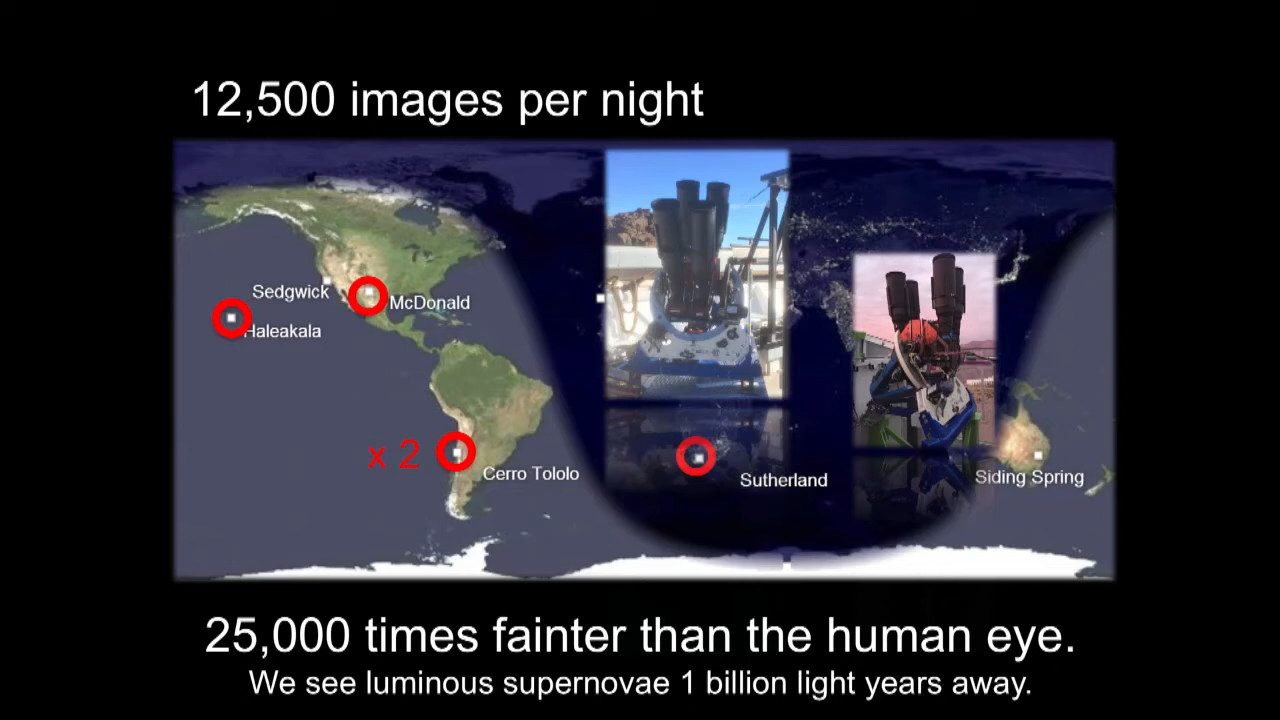 12,500 images per night
Sedgwick
McDonald
Haleakala
x 2
Cerro Tololo
Sutherland
Siding Spring
25,000 times fainter than the human eye.
We see luminous supernovae 1 billion light years away.